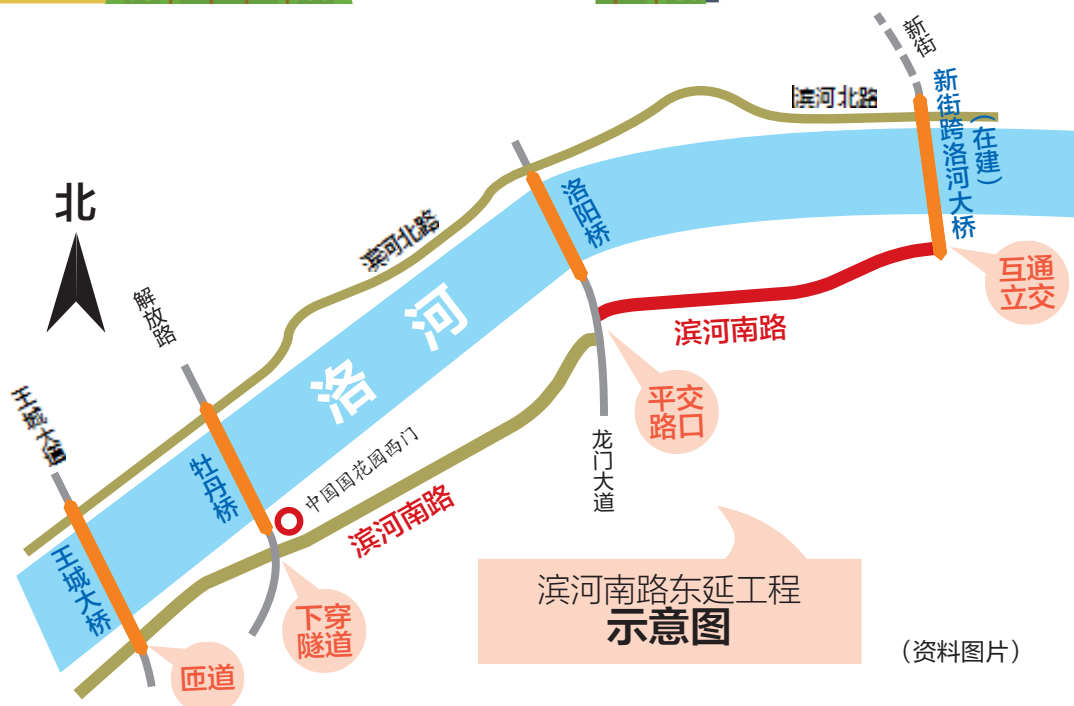 新街
滨河北路
新街跨洛河大桥
(在建)
北
洛阳桥
滨河北路
互通
立交
解放路
洛河
滨河南路
王城大道
平交
路口
龙门大道
牡丹桥
中国国花园西门
滨河南路
王城大桥
下穿
隧道
匝道
滨河南路东延工程
示意图
（资料图片）